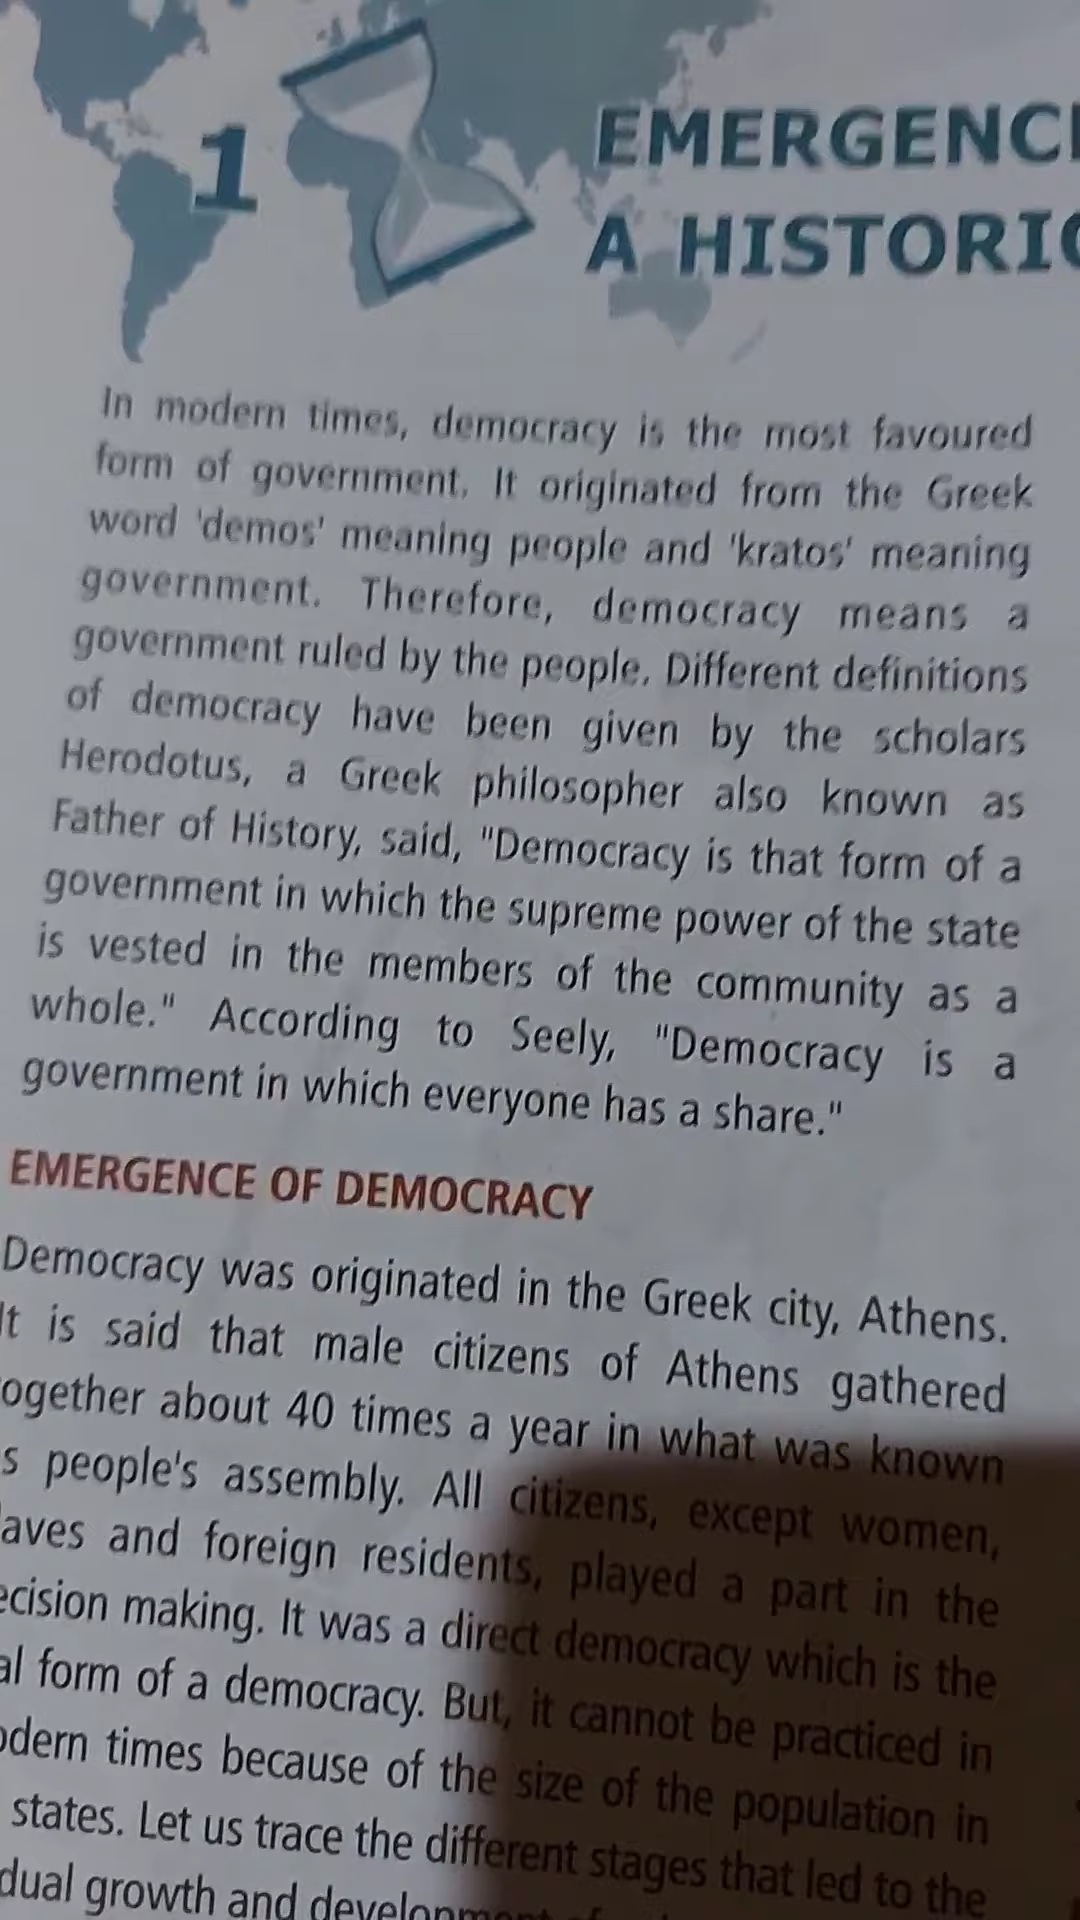 1
EMERGENC
A HISTORIC
In modern times, democracy is the most favoured
form of government. It originated from the Greek
word 'demos' meaning people and 'kratos' meaning
government. Therefore, democracy means a
government ruled by the people. Different definitions
of democracy have been given by the scholars
Herodotus, a Greek philosopher also known as
Father of History, said, "Democracy is that form of a
government in which the supreme power of the state
is vested in the members of the community as a
whole." According to Seely, "Democracy is a
government in which everyone has a share."
EMERGENCE OF DEMOCRACY
Democracy was originated in the Greek city, Athens.
It is said that male citizens of Athens gathered
ogether about 40 times a year in what was known
s people's assembly. All citizens, except women,
laves and foreign residents, played a part in the
ecision making. It was a direct democracy which is the
al form of a democracy. But, it cannot be practiced in
odern times because of the size of the population in
states. Let us trace the different stages that led to the
dual growth and developm